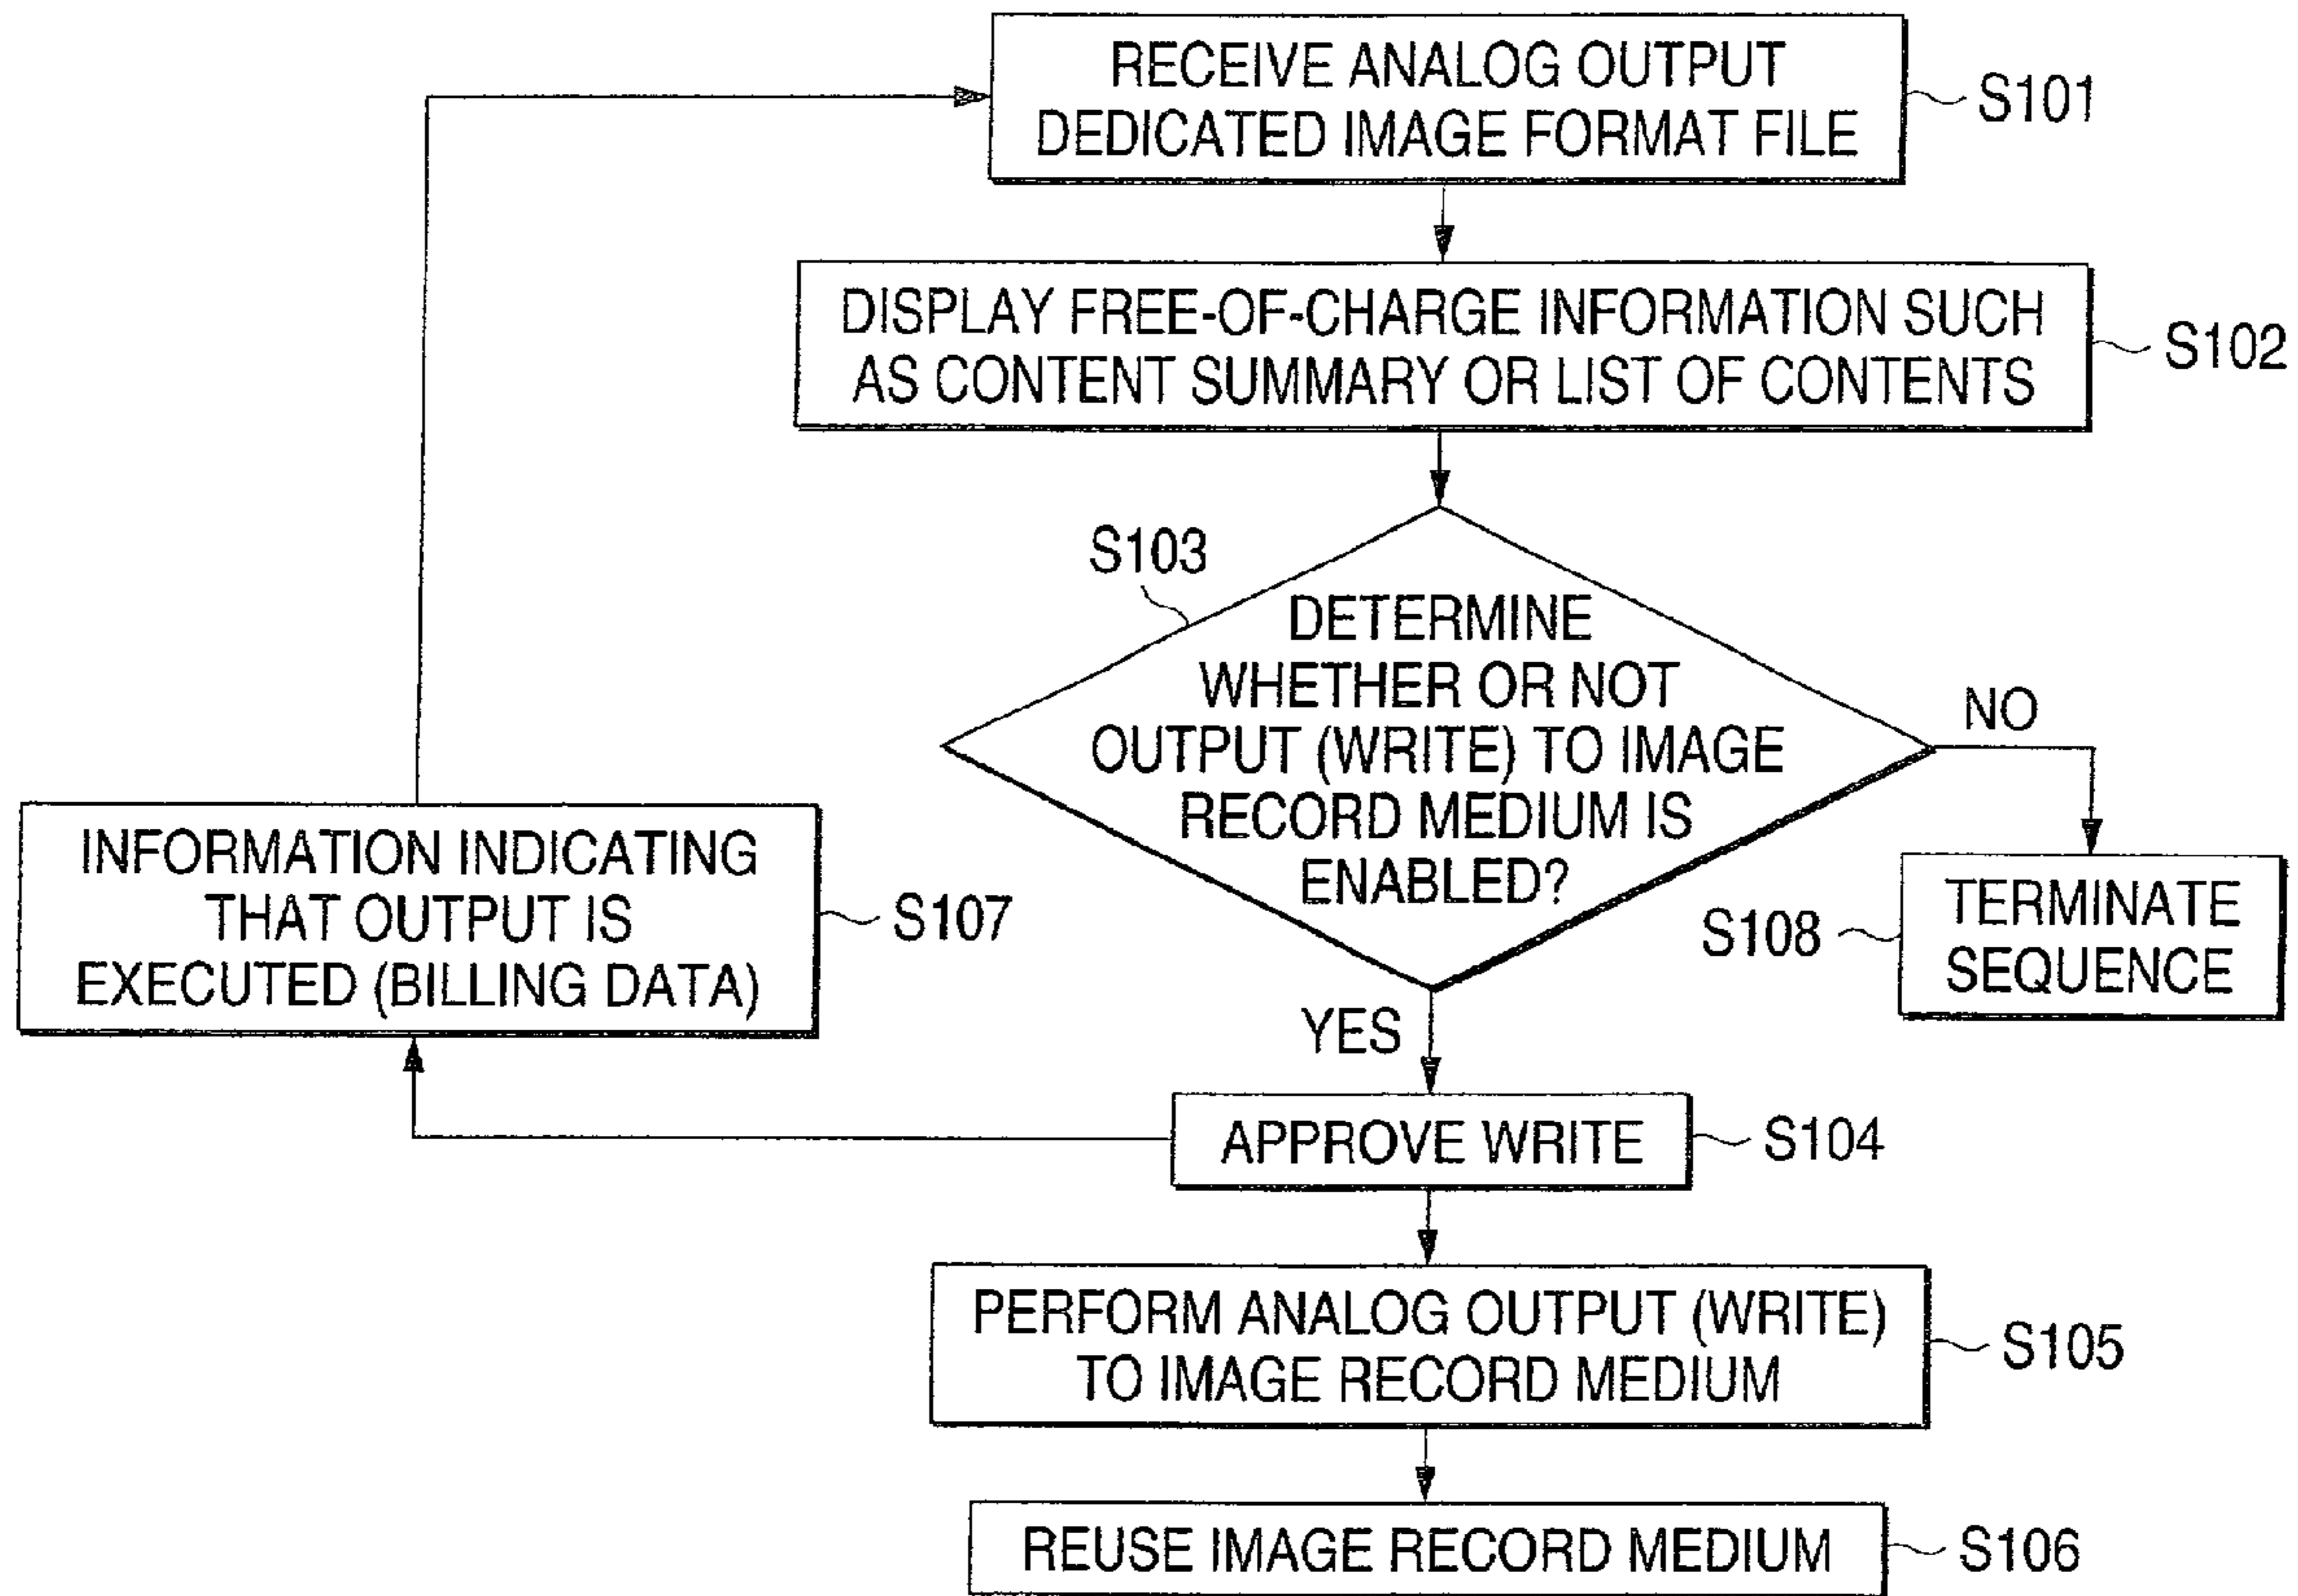 RECEIVE ANALOG OUTPUT
DEDICATED IMAGE FORMAT FILE
S101
DISPLAY FREE-OF-CHARGE INFORMATION SUCH
AS CONTENT SUMMARY OR LIST OF CONTENTS
S102
S103
DETERMINE
WHETHER OR NOT
OUTPUT (WRITE) TO IMAGE
RECORD MEDIUM IS
ENABLED?
NO
TERMINATE
SEQUENCE
S108
INFORMATION INDICATING
THAT OUTPUT IS
EXECUTED (BILLING DATA)
S107
YES
APPROVE WRITE
S104
PERFORM ANALOG OUTPUT (WRITE)
TO IMAGE RECORD MEDIUM
S105
REUSE IMAGE RECORD MEDIUM
S106